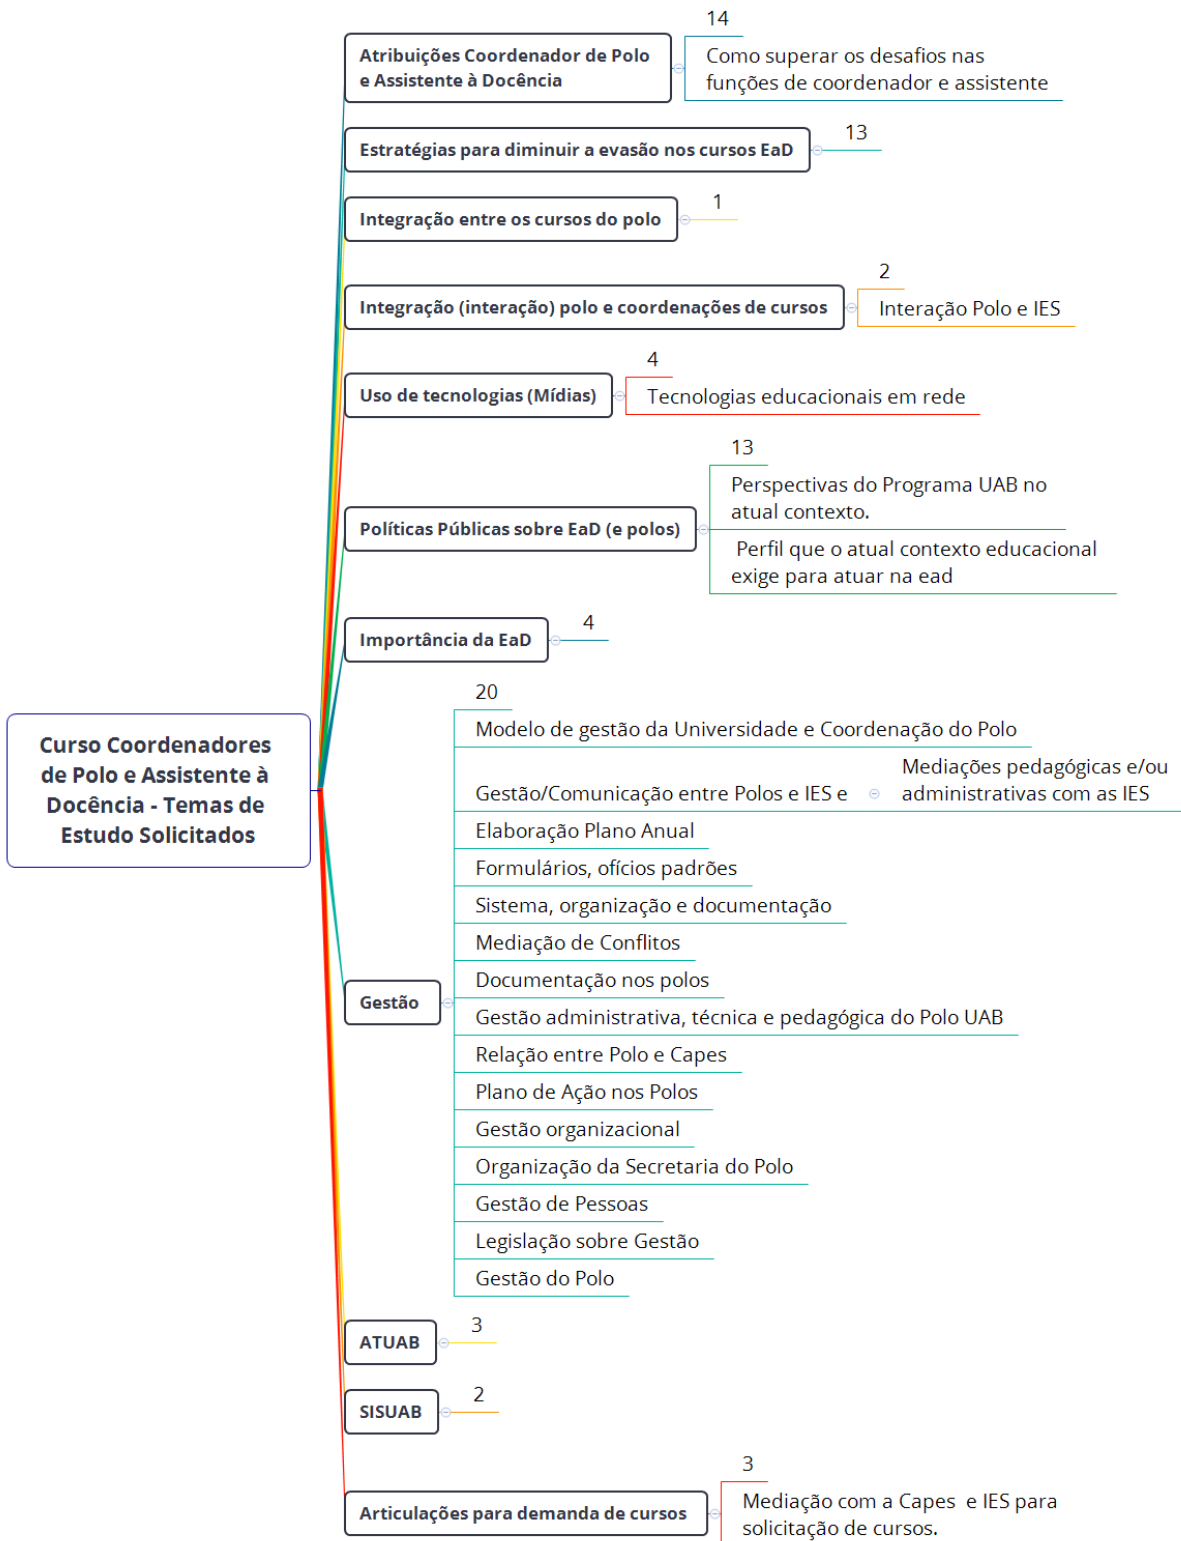 Curso Coordenadores
de Polo e Assistente à
Docência - Temas de
Estudo Solicitados
Atribuições Coordenador de Polo
e Assistente à Docência
14
Como superar os desafios nas
funções de coordenador e assistente
Estratégias para diminuir a evasão nos cursos EaD
13
Integração entre os cursos do polo
1
Integração (interação) polo e coordenações de cursos
2
Interação Polo e IES
Uso de tecnologias (Mídias)
4
Tecnologias educacionais em rede
Políticas Públicas sobre EaD (e polos)
13
Perspectivas do Programa UAB no
atual contexto.
Perfil que o atual contexto educacional
exige para atuar na ead
Importância da EaD
4
Gestão
20
Modelo de gestão da Universidade e Coordenação do Polo
Gestão/Comunicação entre Polos e IES e
Mediações pedagógicas e/ou
administrativas com as IES
Elaboração Plano Anual
Formulários, ofícios padrões
Sistema, organização e documentação
Mediação de Conflitos
Documentação nos polos
Gestão administrativa, técnica e pedagógica do Polo UAB
Relação entre Polo e Capes
Plano de Ação nos Polos
Gestão organizacional
Organização da Secretaria do Polo
Gestão de Pessoas
Legislação sobre Gestão
Gestão do Polo
ATUAB
3
SISUAB
2
Articulações para demanda de cursos
3
Mediação com a Capes  e IES para
solicitação de cursos.